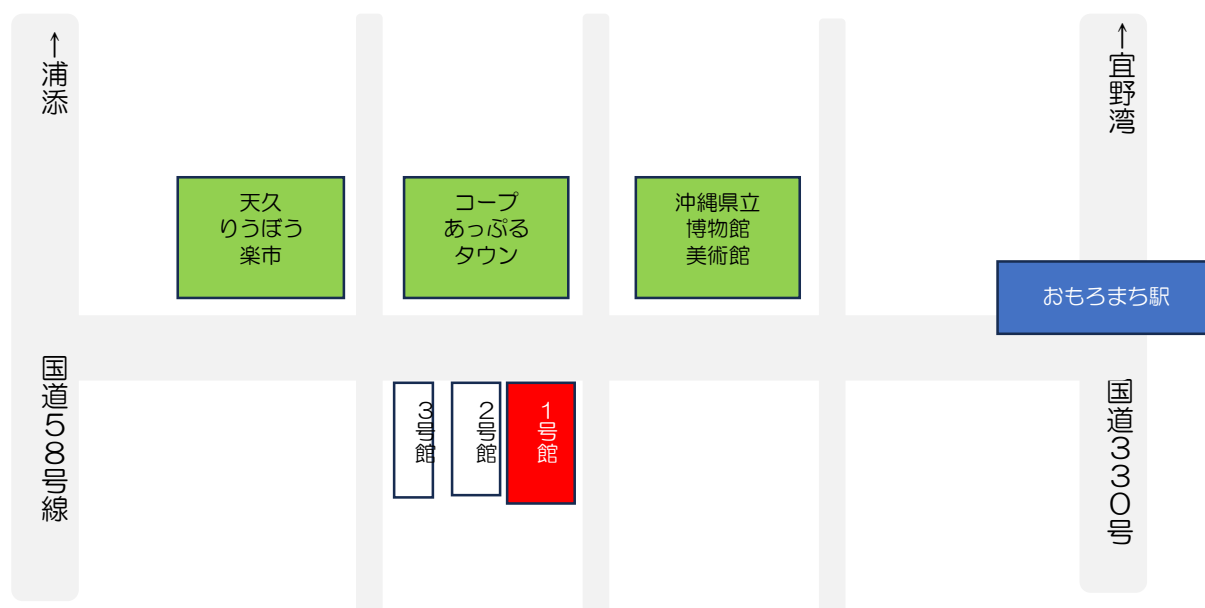 ↑浦添
↑宜野湾
天久
りうぼう
楽市
コープ
あっぷる
タウン
沖縄県立
博物館
美術館
おもろまち駅
国道５８号線
３号館
２号館
１号館
国道３３０号